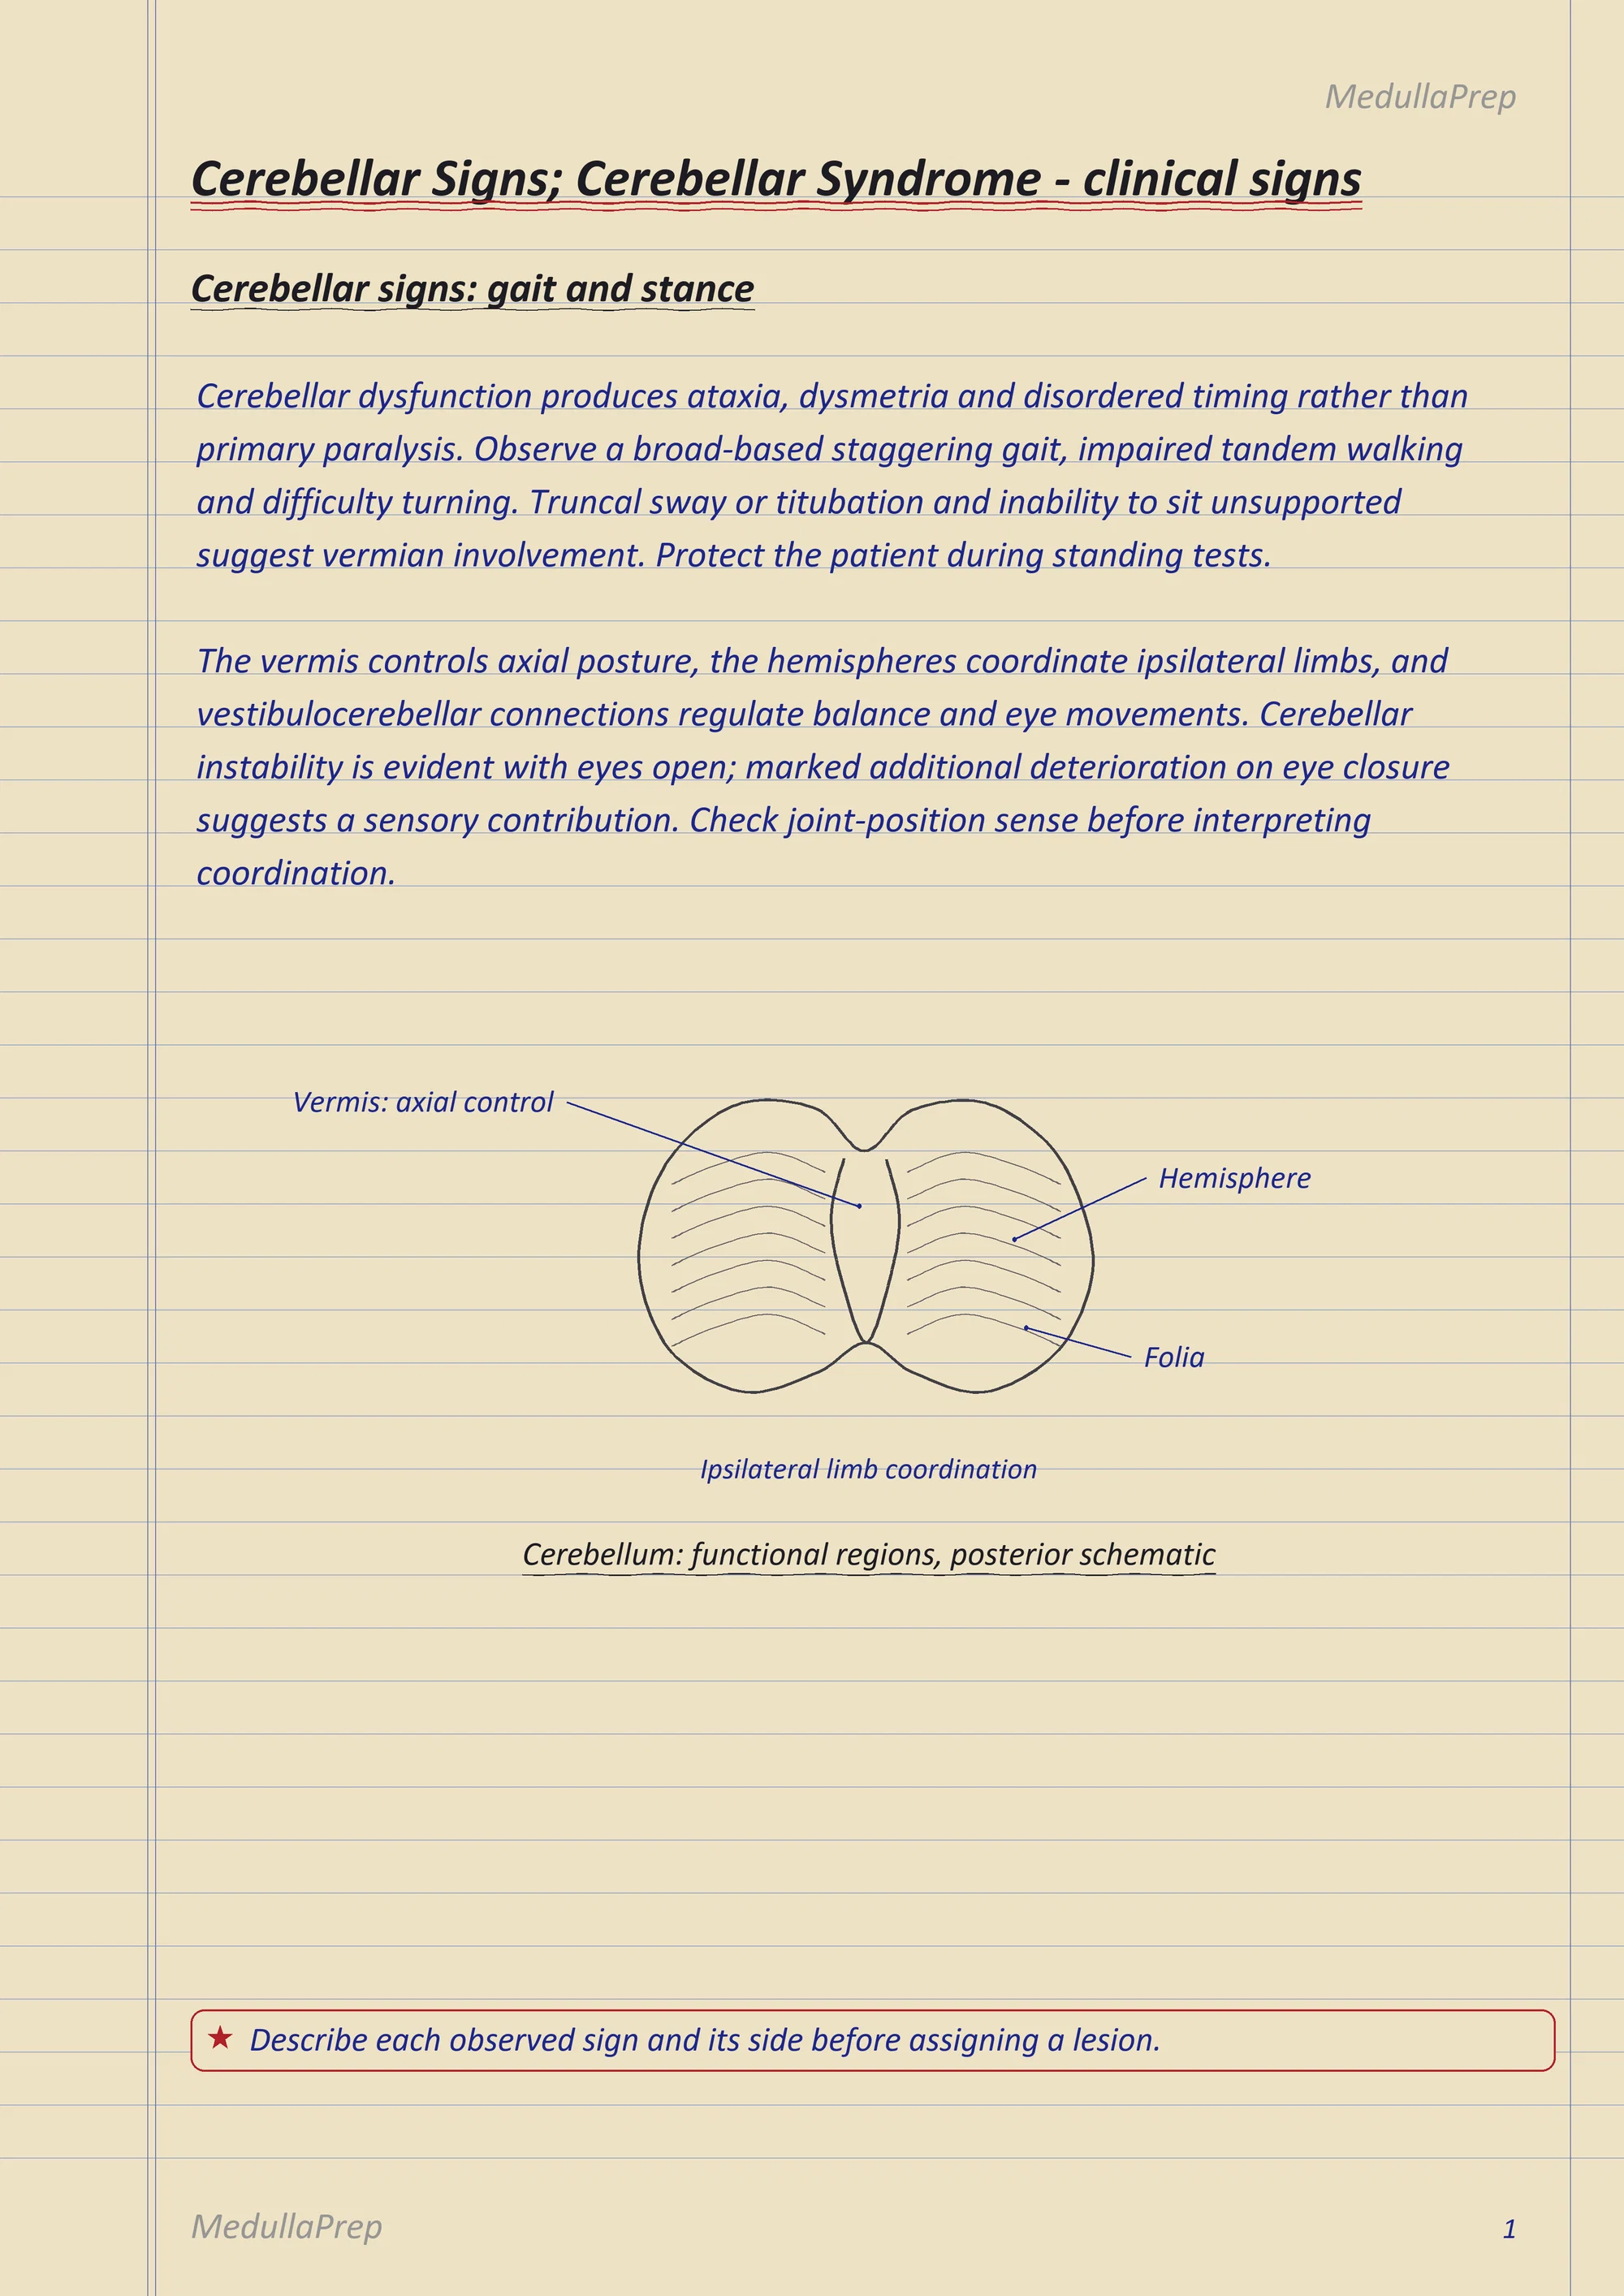 MedullaPrep
Cerebellar Signs; Cerebellar Syndrome - clinical signs
Cerebellar signs: gait and stance
Cerebellar dysfunction produces ataxia, dysmetria and disordered timing rather than
primary paralysis. Observe a broad-based staggering gait, impaired tandem walking
and difficulty turning. Truncal sway or titubation and inability to sit unsupported
suggest vermian involvement. Protect the patient during standing tests.
The vermis controls axial posture, the hemispheres coordinate ipsilateral limbs, and
vestibulocerebellar connections regulate balance and eye movements. Cerebellar
instability is evident with eyes open; marked additional deterioration on eye closure
suggests a sensory contribution. Check joint-position sense before interpreting
coordination.
Vermis: axial control
Hemisphere
Folia
Ipsilateral limb coordination
Cerebellum: functional regions, posterior schematic
★ Describe each observed sign and its side before assigning a lesion.
MedullaPrep
1